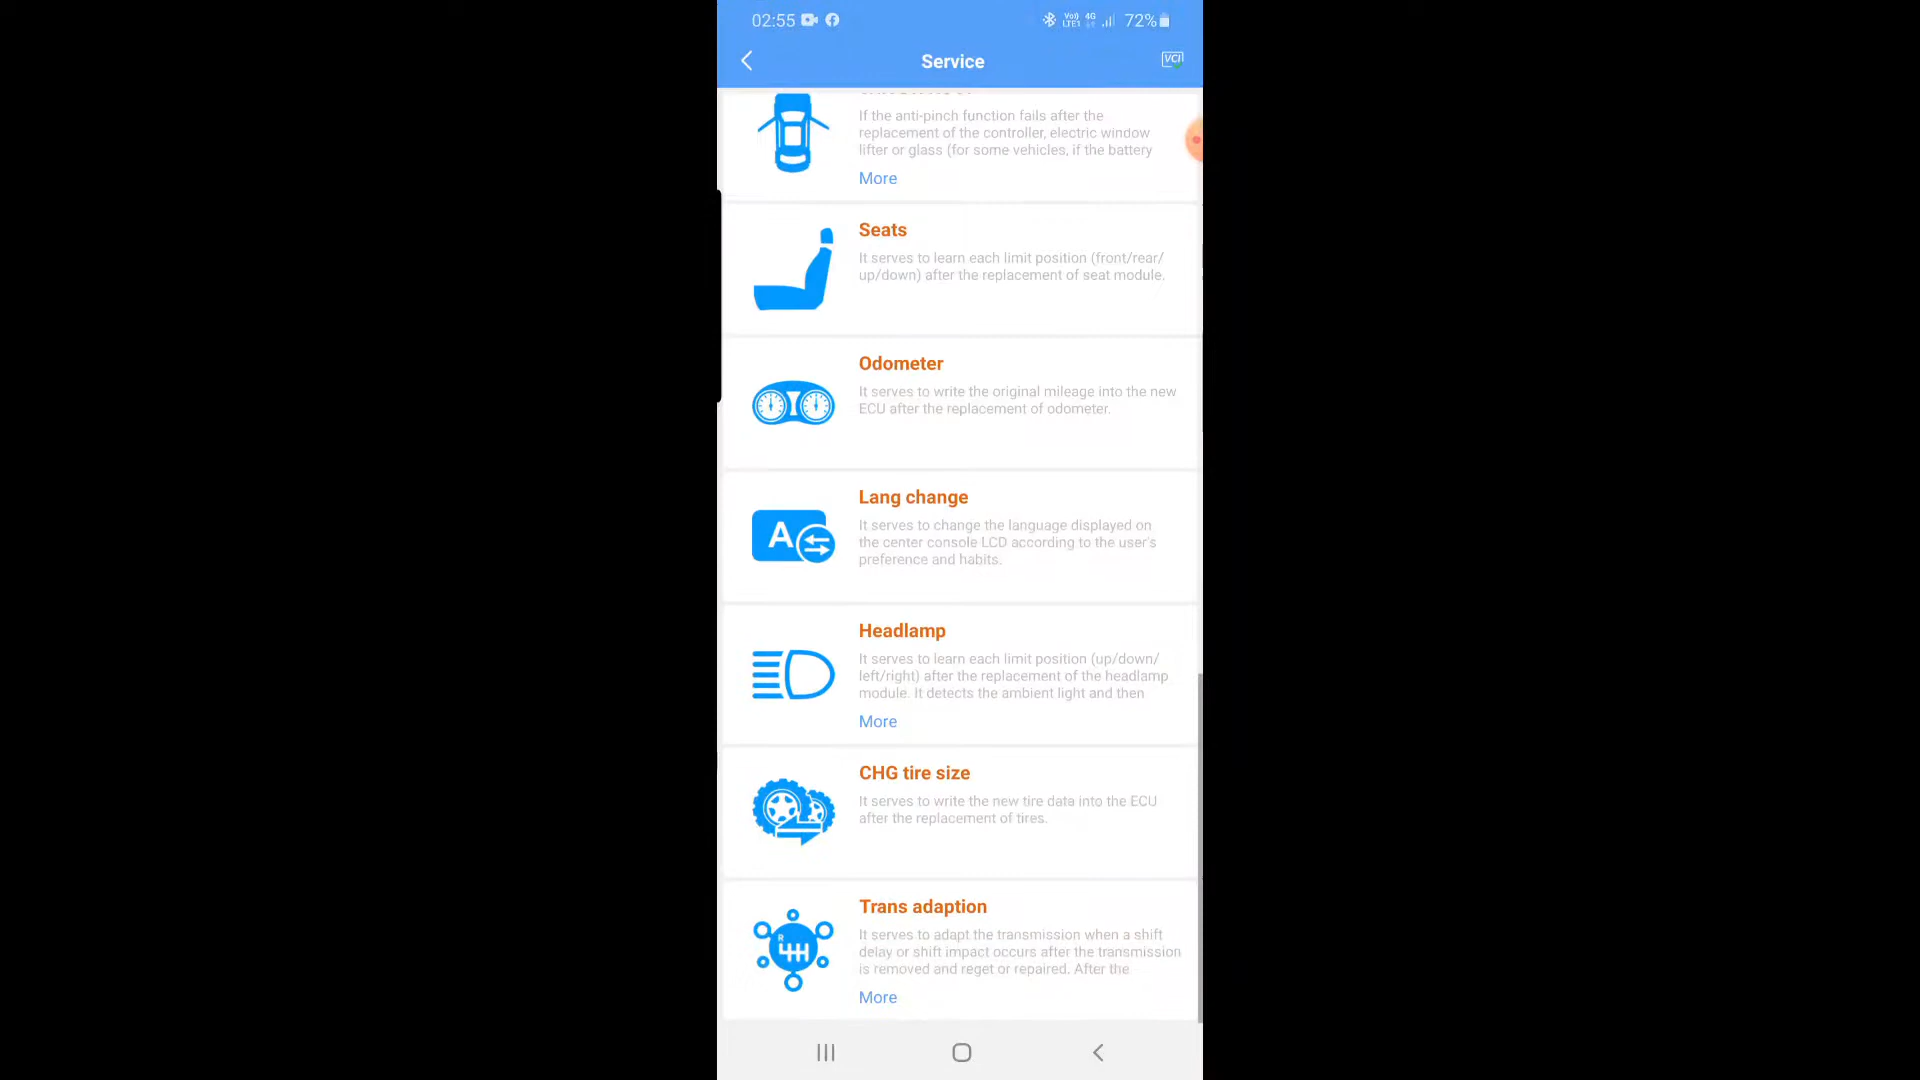 02:55
Vo))
LTE1
4G
72%
Service
VCI
If the anti-pinch function fails after the
replacement of the controller, electric window
lifter or glass (for some vehicles, if the battery
More
Seats
It serves to learn each limit position (front/rear/
up/down) after the replacement of seat module.
Odometer
It serves to write the original mileage into the new
ECU after the replacement of odometer.
Lang change
A
It serves to change the language displayed on
the center console LCD according to the user's
preference and habits.
Headlamp
It serves to learn each limit position (up/down/
left/right) after the replacement of the headlamp
module. It detects the ambient light and then
More
CHG tire size
It serves to write the new tire data into the ECU
after the replacement of tires.
Trans adaption
R
It serves to adapt the transmission when a shift
delay or shift impact occurs after the transmission
is removed and reget or repaired. After the
More